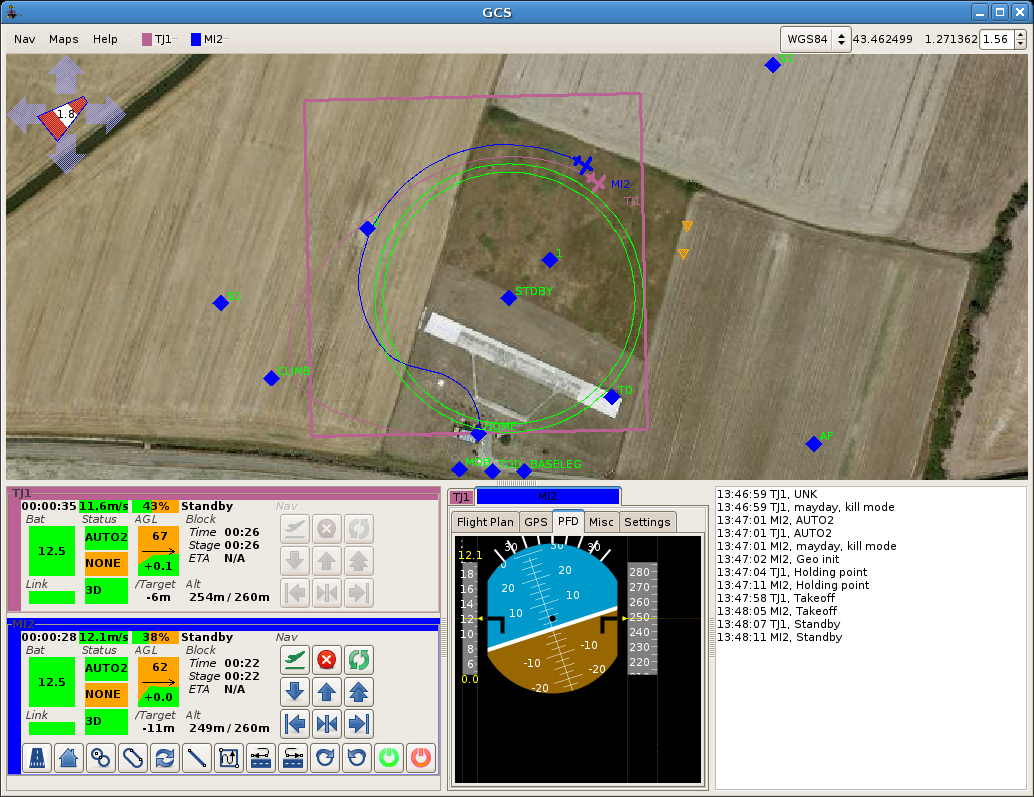 GCS
Nav Maps Help TJ1 MI2 WGS84 43.462499 1.271362 1.56
1.8
MI2
TJ1
1
STDBY
CLIMB
TD
AF
BASELEG
TJ1
00:00:35 11.6m/s 43% Standby Nav
Bat Status AGL Block
12.5 AUTO2 67 Time 00:26
Stage 00:26
NONE +0.1 ETA N/A
Link 3D /Target Alt
-6m 254m/260m
MI2
00:00:28 12.1m/s 38% Standby Nav
Bat Status AGL Block
12.5 AUTO2 62 Time 00:22
Stage 00:22
NONE +0.0 ETA N/A
Link 3D /Target Alt
-11m 249m/260m
TJ1 MI2
Flight Plan GPS PFD Misc Settings
12.1 30 30
18 280
16 20 20 270
14 10 260
12 10 250
10 240
8 -10 230
6 -10 -20 220
0.0 -20
13:46:59 TJ1, UNK
13:46:59 TJ1, mayday, kill mode
13:47:01 MI2, AUTO2
13:47:01 TJ1, AUTO2
13:47:01 MI2, mayday, kill mode
13:47:02 MI2, Geo init
13:47:04 TJ1, Holding point
13:47:11 MI2, Holding point
13:47:58 TJ1, Takeoff
13:48:05 MI2, Takeoff
13:48:07 TJ1, Standby
13:48:11 MI2, Standby